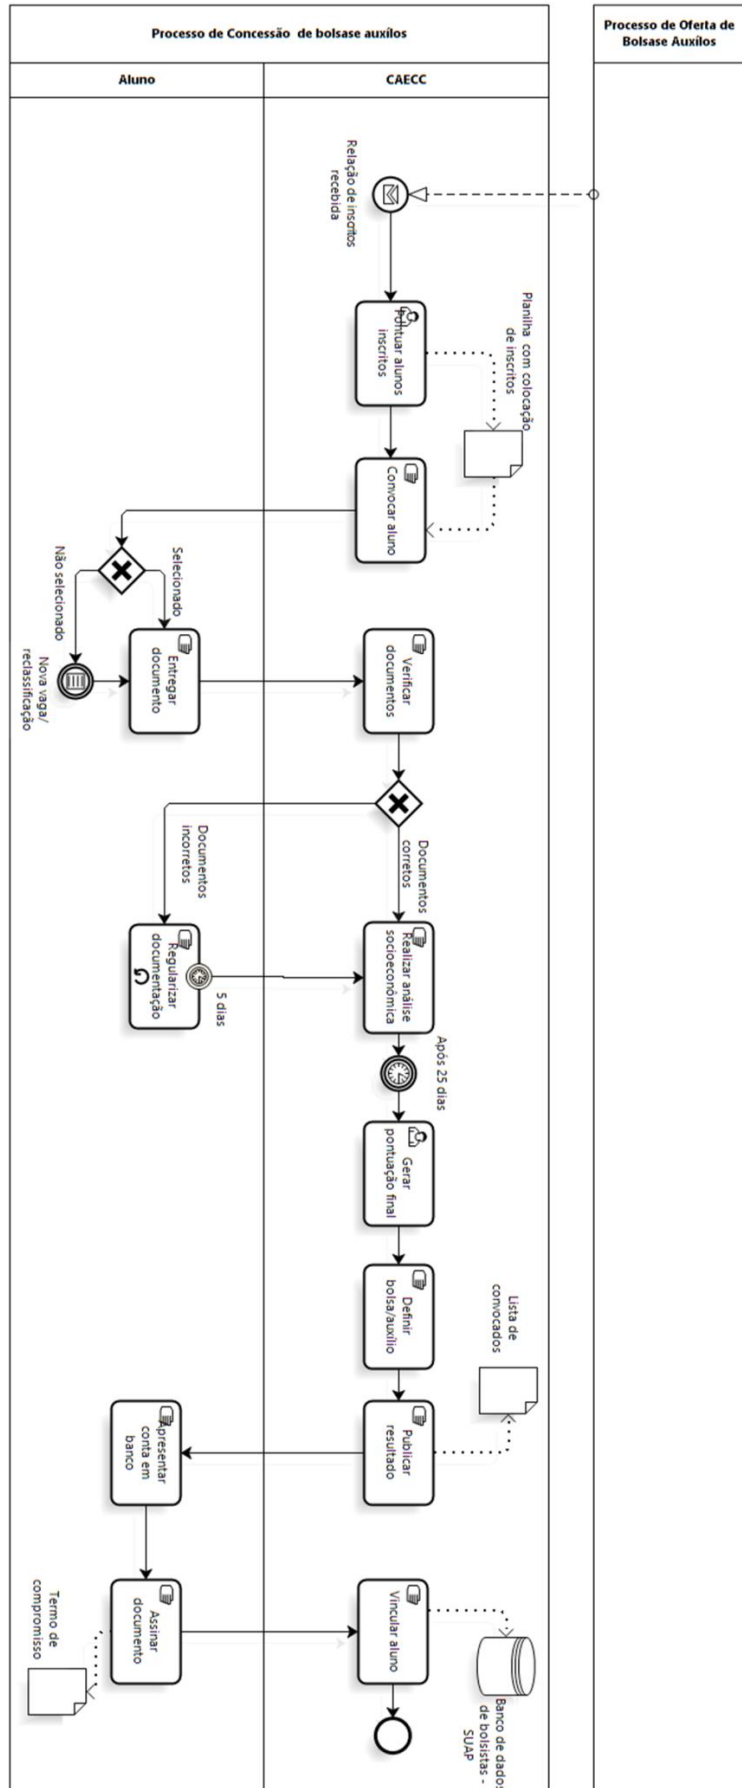 Processo de Concessão de bolsase auxílos
Processo de Oferta de
Bolsase Auxílos
Aluno
CAECC
Relação de inscritos
recebida
Pontuar alunos
inscritos
Planilha com colocação
de inscritos
Convocar aluno
Selecionado
Não selecionado
Nova vaga/
reclassificação
Entregar
documento
Verificar
documentos
Documentos
incorretos
Documentos
corretos
Regularizar
documentação
5 dias
Realizar análise
socioeconômica
Após 25 dias
Gerar
pontuação final
Definir
bolsa/auxílio
Lista de
convocados
Publicar
resultado
Apresentar
conta em
banco
Assinar
documento
Termo de
compromisso
Vincular aluno
Banco de dados
de bolsistas -
SUAP